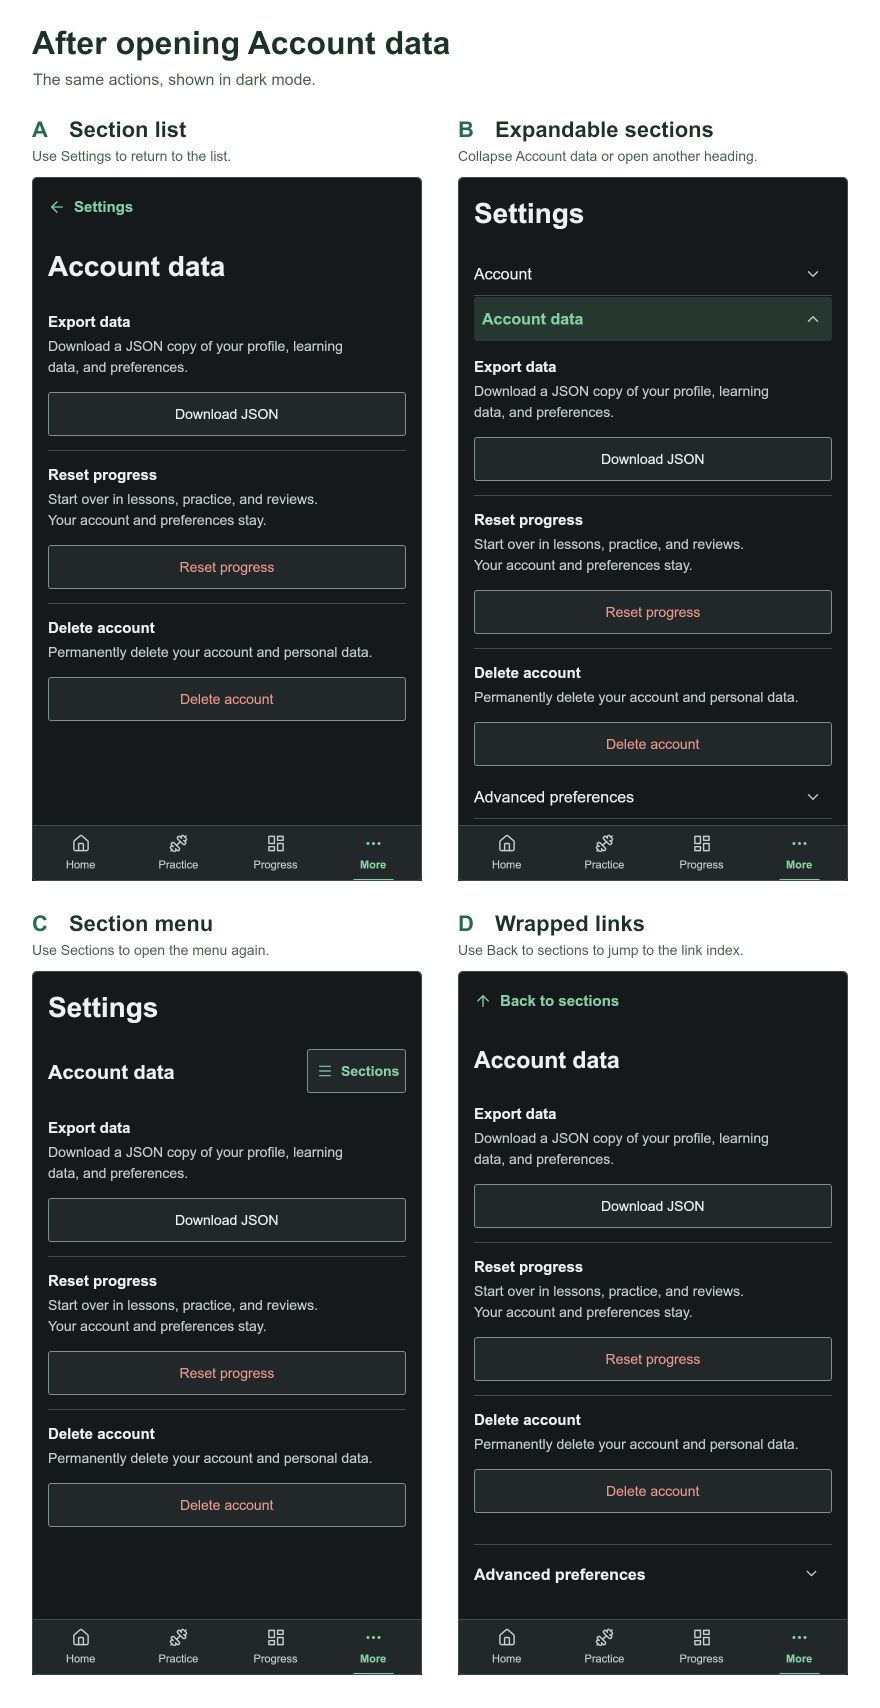 After opening Account data
The same actions, shown in dark mode.
A Section list
Use Settings to return to the list.
Settings
Account data
Export data
Download a JSON copy of your profile, learning
data, and preferences.
Download JSON
Reset progress
Start over in lessons, practice, and reviews.
Your account and preferences stay.
Reset progress
Delete account
Permanently delete your account and personal data.
Delete account
Home Practice Progress More
B Expandable sections
Collapse Account data or open another heading.
Settings
Account
Account data
Export data
Download a JSON copy of your profile, learning
data, and preferences.
Download JSON
Reset progress
Start over in lessons, practice, and reviews.
Your account and preferences stay.
Reset progress
Delete account
Permanently delete your account and personal data.
Delete account
Advanced preferences
Home Practice Progress More
C Section menu
Use Sections to open the menu again.
Settings
Account data
Sections
Export data
Download a JSON copy of your profile, learning
data, and preferences.
Download JSON
Reset progress
Start over in lessons, practice, and reviews.
Your account and preferences stay.
Reset progress
Delete account
Permanently delete your account and personal data.
Delete account
Home Practice Progress More
D Wrapped links
Use Back to sections to jump to the link index.
Back to sections
Account data
Export data
Download a JSON copy of your profile, learning
data, and preferences.
Download JSON
Reset progress
Start over in lessons, practice, and reviews.
Your account and preferences stay.
Reset progress
Delete account
Permanently delete your account and personal data.
Delete account
Advanced preferences
Home Practice Progress More